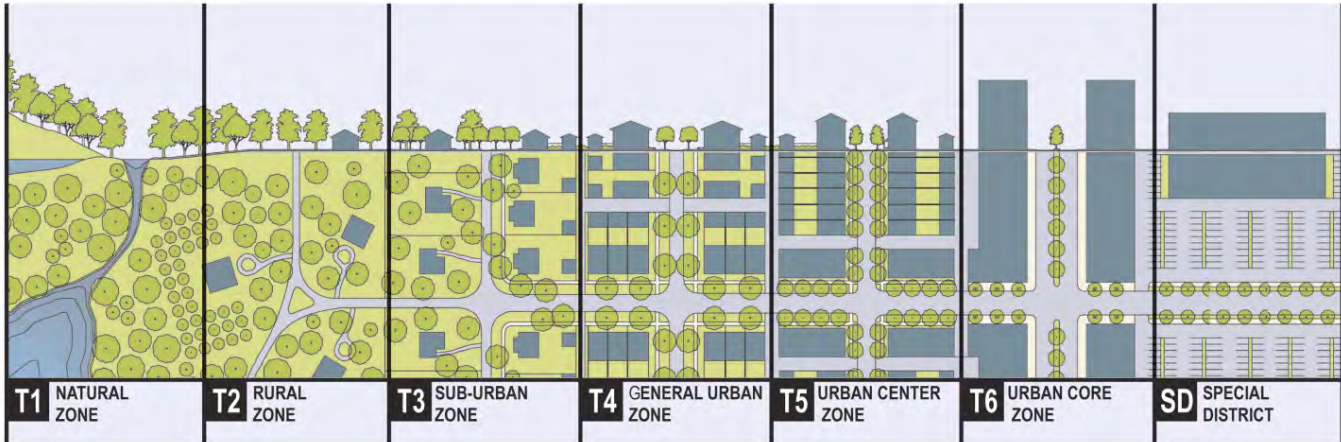 T1 NATURAL
ZONE
T2 RURAL
ZONE
T3 SUB-URBAN
ZONE
T4 GENERAL URBAN
ZONE
T5 URBAN CENTER
ZONE
T6 URBAN CORE
ZONE
SD SPECIAL
DISTRICT